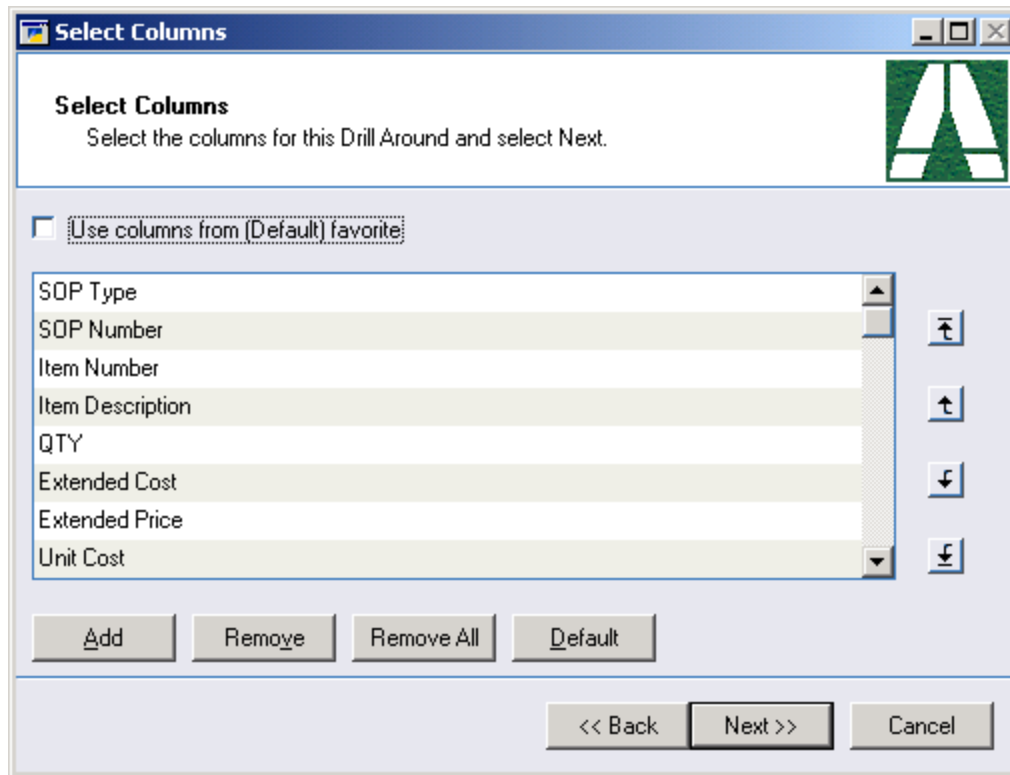 Select Columns
Select Columns
Select the columns for this Drill Around and select Next.
Use columns from (Default) favorite
SOP Type
SOP Number
Item Number
Item Description
QTY
Extended Cost
Extended Price
Unit Cost
Add Remove Remove All Default
<< Back Next >> Cancel